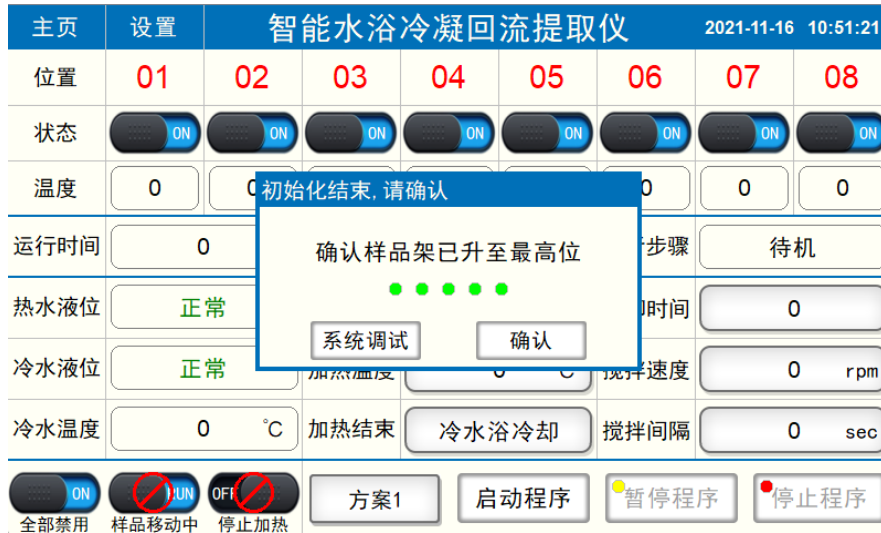 主页 设置 智能水浴冷凝回流提取仪 2021-11-16 10:51:21
位置 01 02 03 04 05 06 07 08
状态 ON ON ON ON ON ON ON ON
温度 0 0 0 0 0
初始化结束,请确认
确认样品架已升至最高位
系统调试 确认
运行时间 0 步骤 待机
热水液位 正常 时间 0
冷水液位 正常 加热温度 0 ℃ 搅拌速度 0 rpm
冷水温度 0 ℃ 加热结束 冷水浴冷却 搅拌间隔 0 sec
ON RUN OFF 方案1 启动程序 暂停程序 停止程序
全部禁用 样品移动中 停止加热